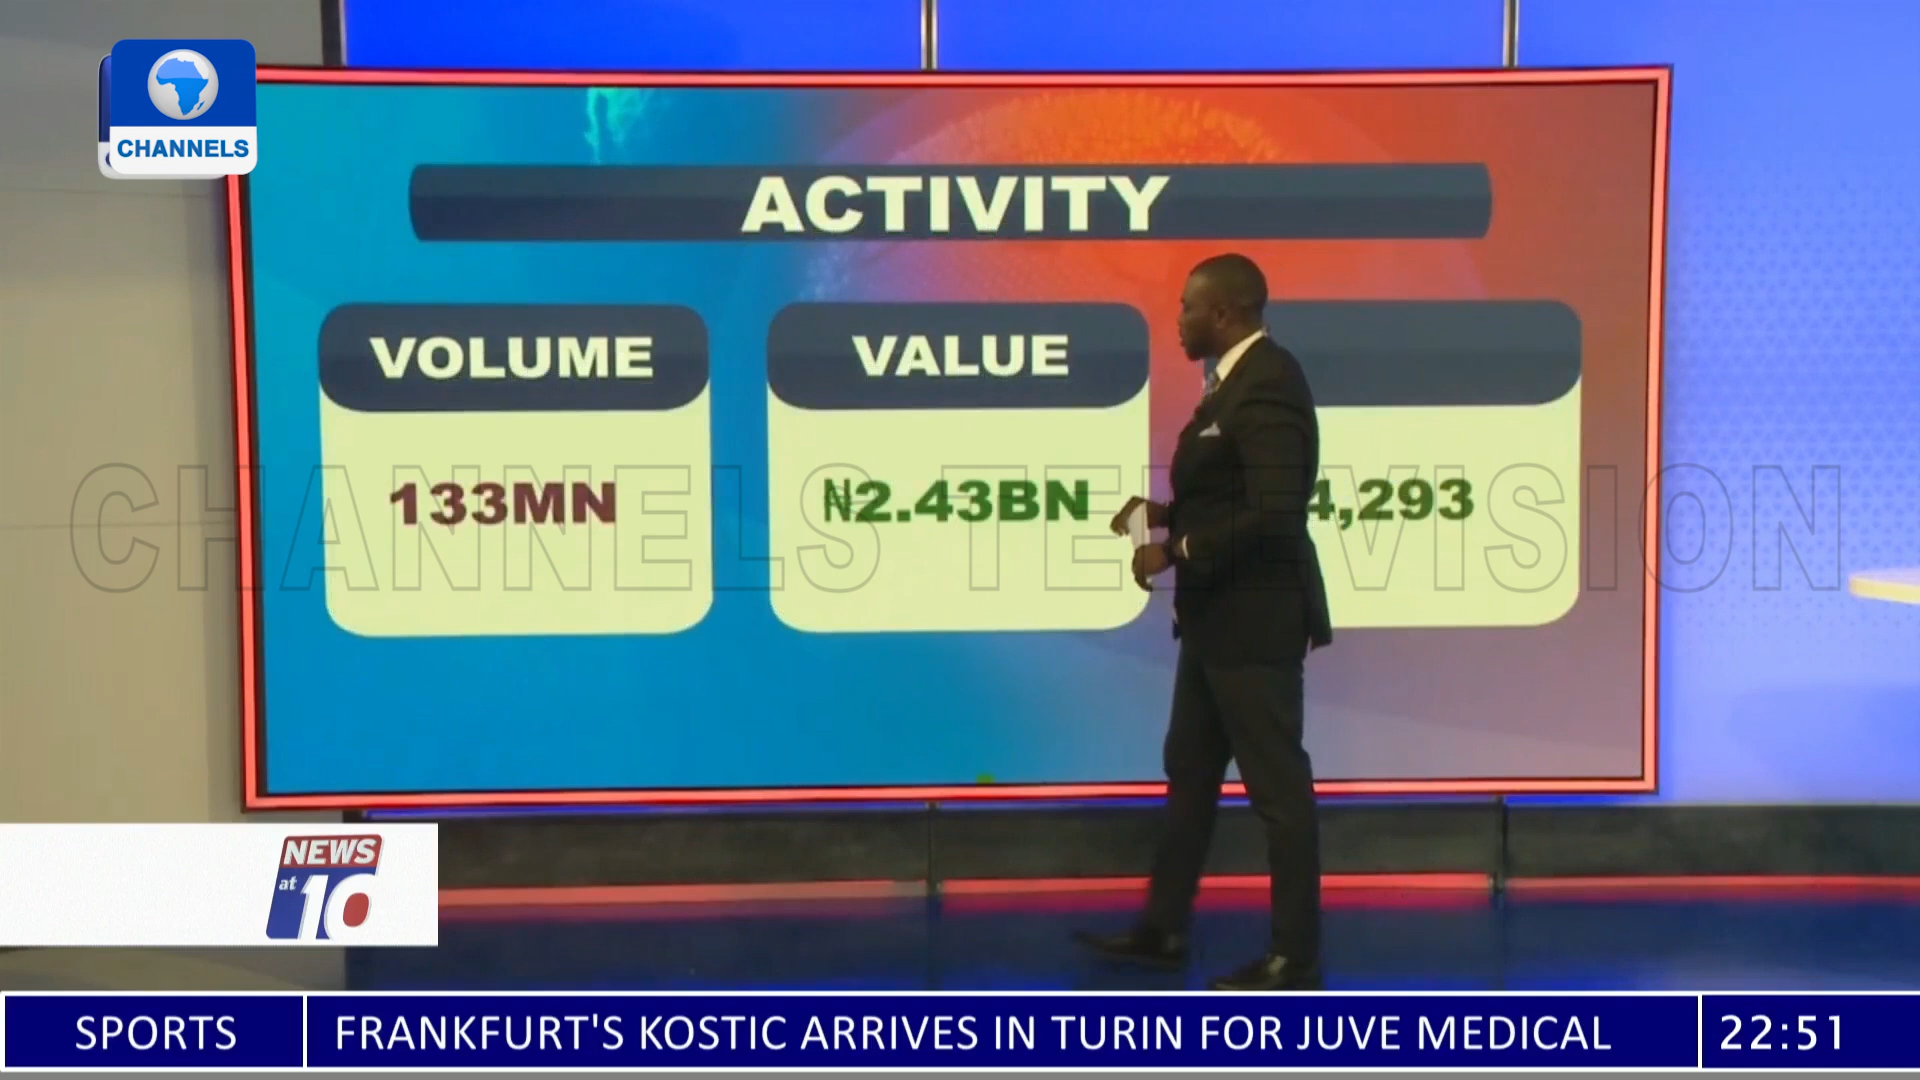 CHANNELS
ACTIVITY
VOLUME
VALUE
133MN
₦2.43BN
4,293
CHANNELS TELEVISION
NEWS
at 10
SPORTS
FRANKFURT'S KOSTIC ARRIVES IN TURIN FOR JUVE MEDICAL
22:51